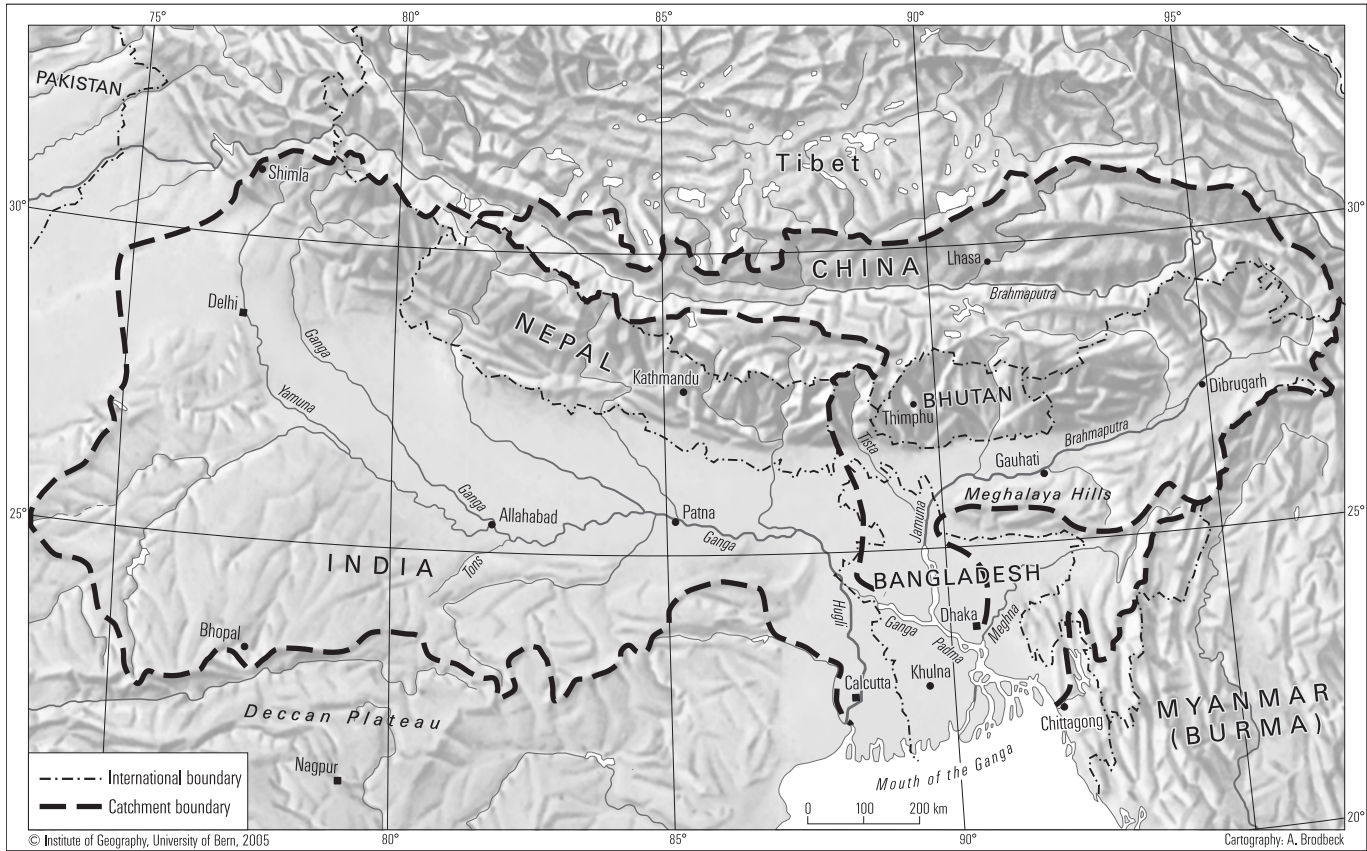 75°
80°
85°
90°
95°
PAKISTAN
Tibet
Shimla
30°
30°
CHINA
Lhasa
Brahmaputra
Delhi
Ganga
NEPAL
Kathmandu
BHUTAN
Thimphu
Dibrugarh
Yamuna
Tista
Brahmaputra
Gauhati
Meghalaya Hills
Ganga
Allahabad
Patna
Ganga
Jamuna
25°
25°
INDIA
Tons
BANGLADESH
Dhaka
Meghna
Hugli
Ganga
Padma
Bhopal
Calcutta
Khulna
Chittagong
MYANMAR
(BURMA)
Deccan Plateau
Nagpur
Mouth of the Ganga
International boundary
Catchment boundary
0 100 200 km
20°
80°
85°
90°
© Institute of Geography, University of Bern, 2005
Cartography: A. Brodbeck